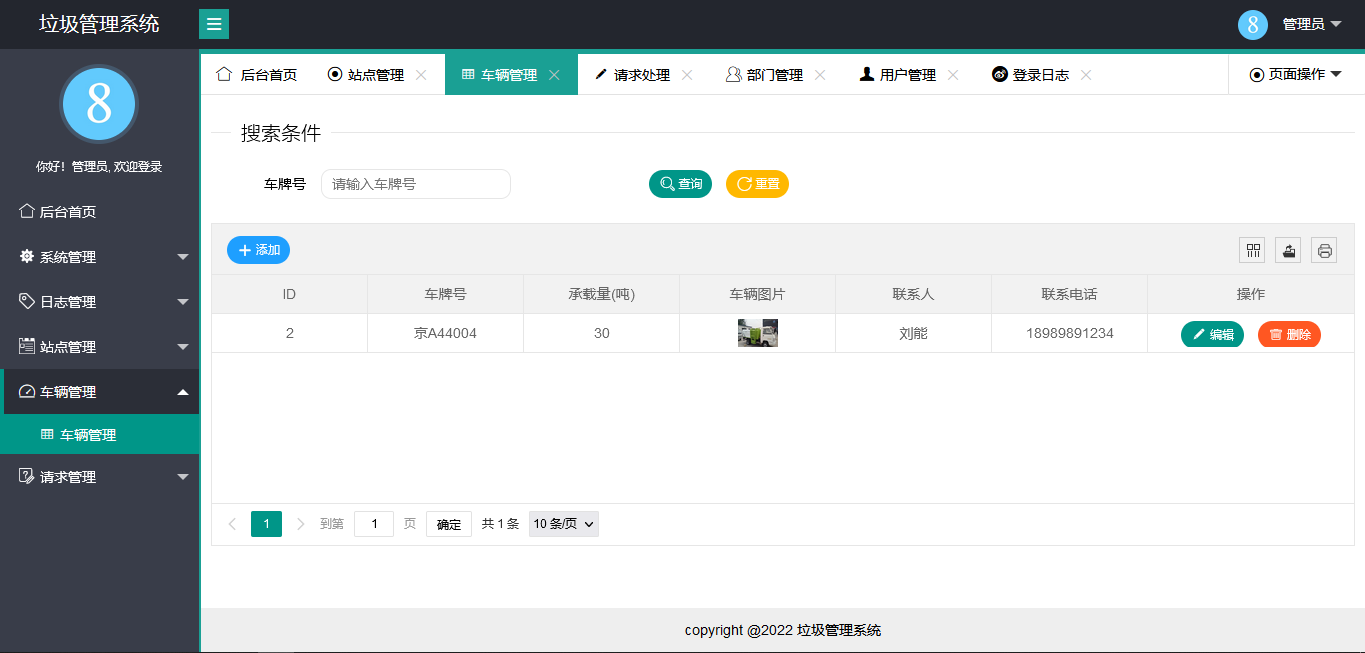 垃圾管理系统
8 管理员
8
你好！管理员, 欢迎登录
后台首页
系统管理
日志管理
站点管理
车辆管理
车辆管理
请求管理
后台首页 站点管理 车辆管理 请求处理 部门管理 用户管理 登录日志 页面操作
搜索条件
车牌号 请输入车牌号 查询 重置
添加
ID 车牌号 承载量(吨) 车辆图片 联系人 联系电话 操作
2 京A44004 30 刘能 18989891234 编辑 删除
1 到第 1 页 确定 共 1 条 10 条/页
copyright @2022 垃圾管理系统